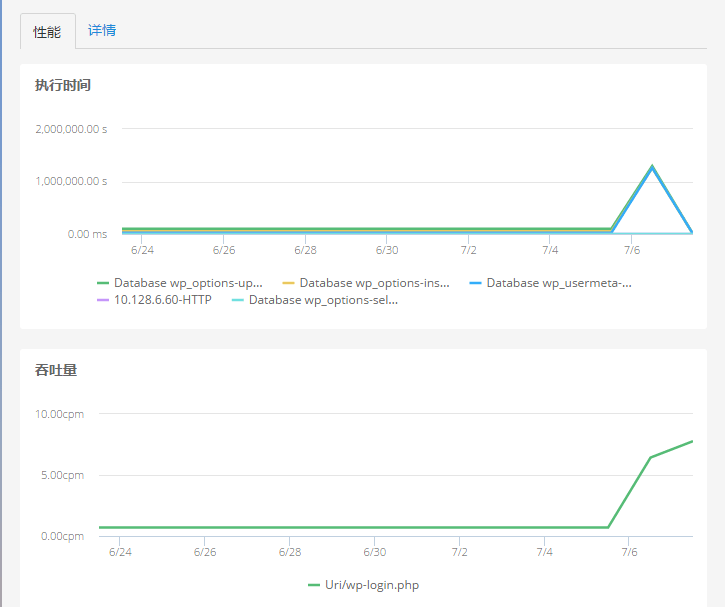 性能 详情
执行时间
2,000,000.00 s
1,000,000.00 s
0.00 ms
6/24 6/26 6/28 6/30 7/2 7/4 7/6
Database wp_options-up... Database wp_options-ins... Database wp_usermeta-...
10.128.6.60-HTTP Database wp_options-sel...
吞吐量
10.00cpm
5.00cpm
0.00cpm
6/24 6/26 6/28 6/30 7/2 7/4 7/6
Uri/wp-login.php